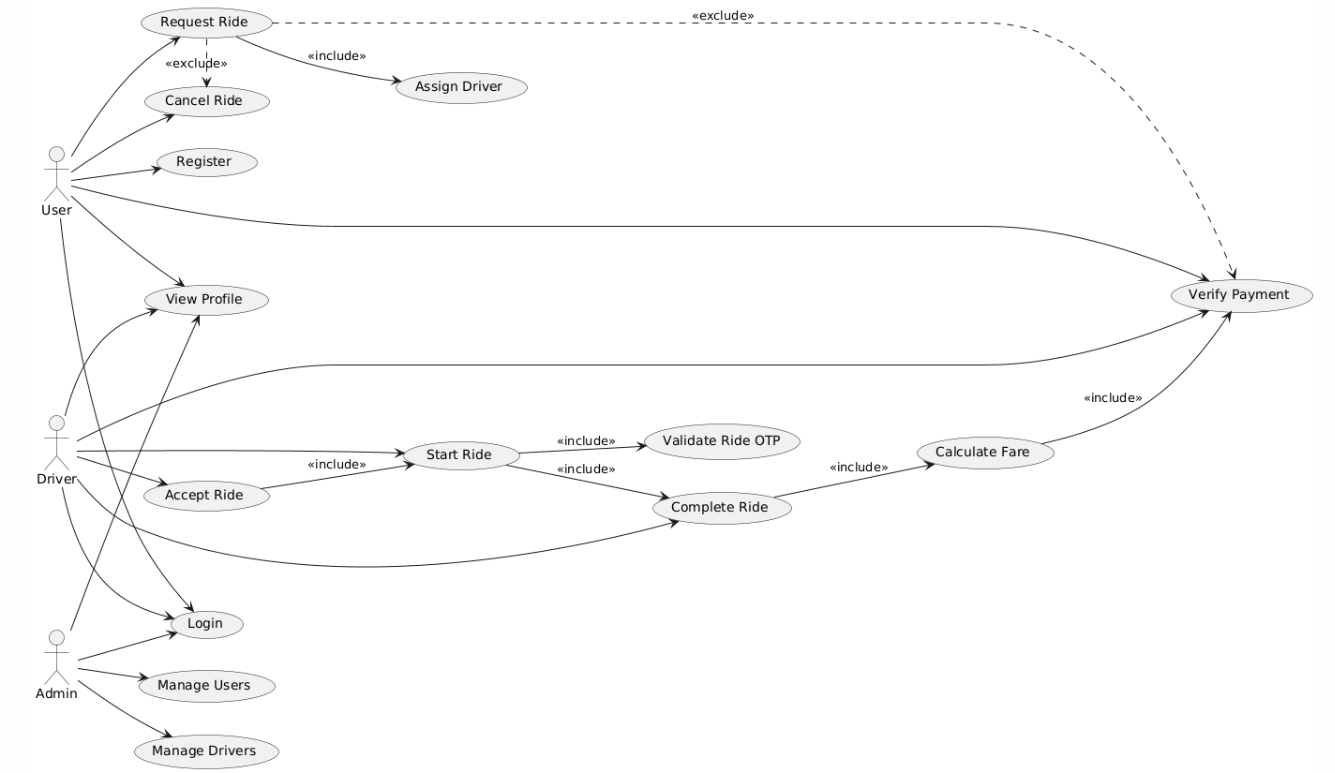 Request Ride
«exclude»
«exclude»
«include»
Assign Driver
Cancel Ride
Register
User
View Profile
Verify Payment
«include»
Validate Ride OTP
«include»
Start Ride
Calculate Fare
«include»
«include»
«include»
Driver
Accept Ride
Complete Ride
Login
Admin
Manage Users
Manage Drivers